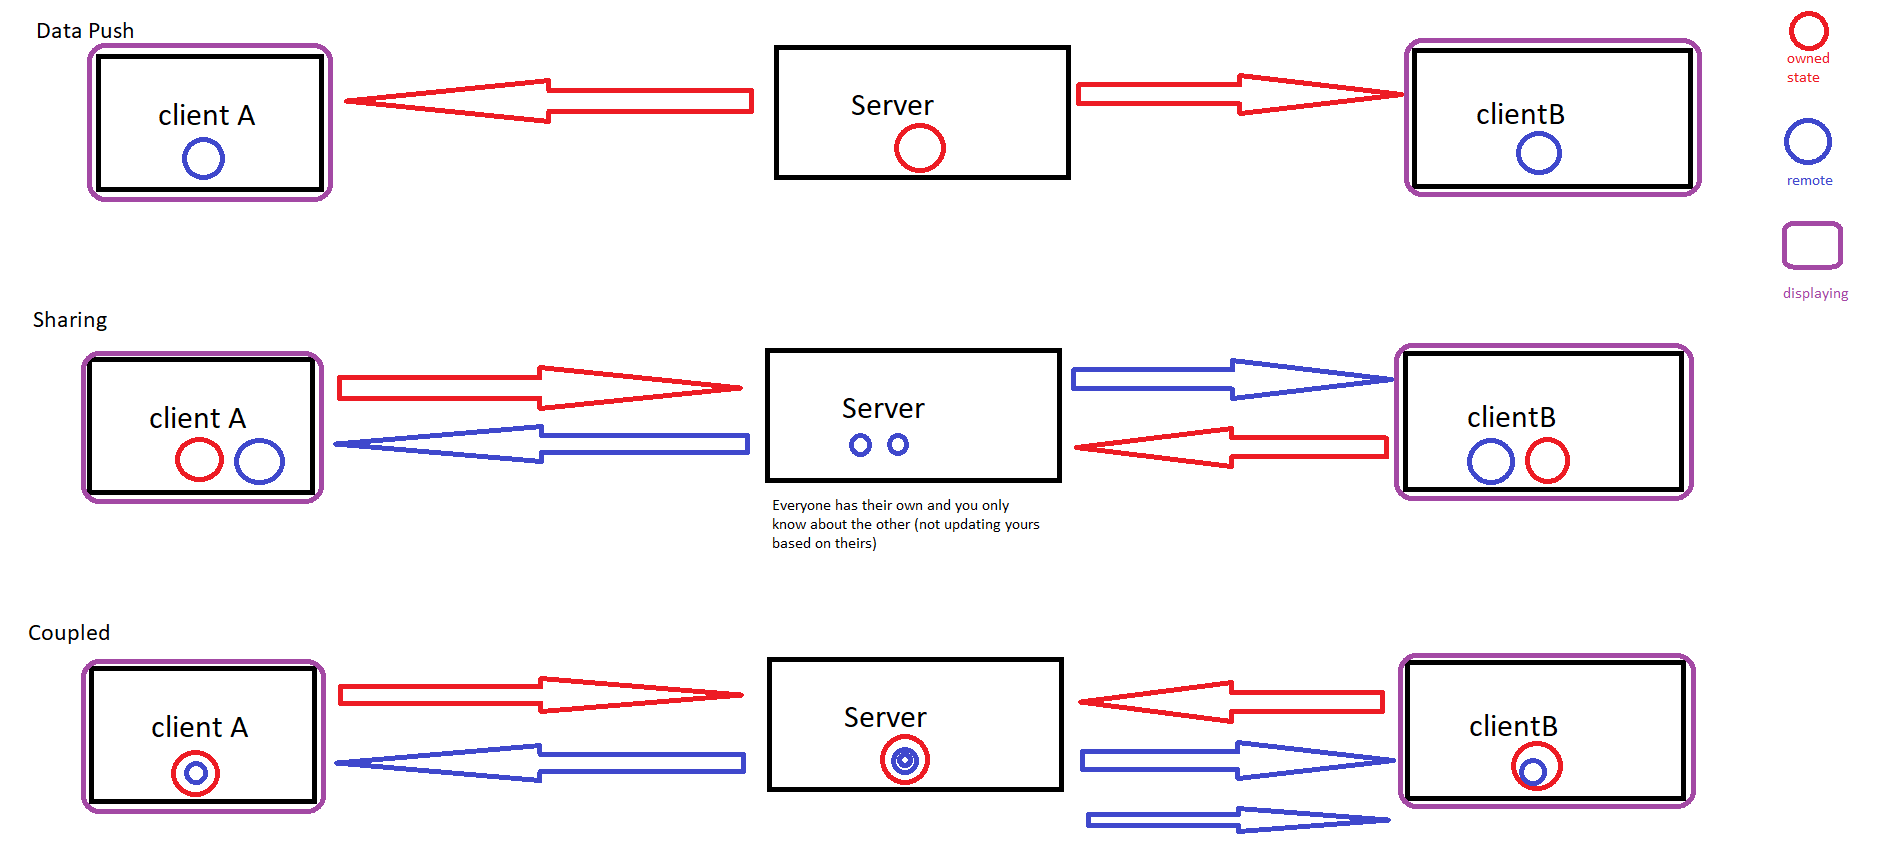 Data Push
client A
Server
clientB
owned
state
remote
displaying
Sharing
client A
Server
clientB
Everyone has their own and you only
know about the other (not updating yours
based on theirs)
Coupled
client A
Server
clientB